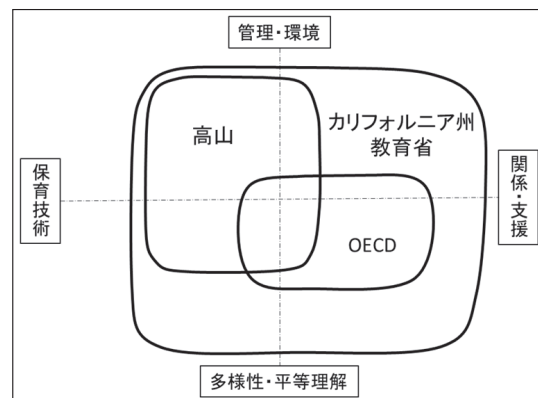 管理・環境
高山
カリフォルニア州
教育省
保育技術
関係・支援
OECD
多様性・平等理解